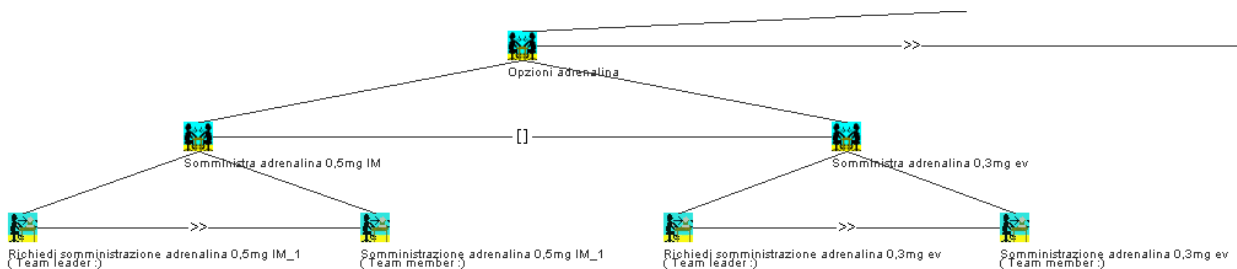 >>
Opzioni adrenalina
[]
Somministra adrenalina 0,5mg IM
Somministra adrenalina 0,3mg ev
>>
>>
Richiedi somministrazione adrenalina 0,5mg IM_1
( Team leader :)
Somministrazione adrenalina 0,5mg IM_1
( Team member :)
Richiedi somministrazione adrenalina 0,3mg ev
( Team leader :)
Somministrazione adrenalina 0,3mg ev
( Team member :)